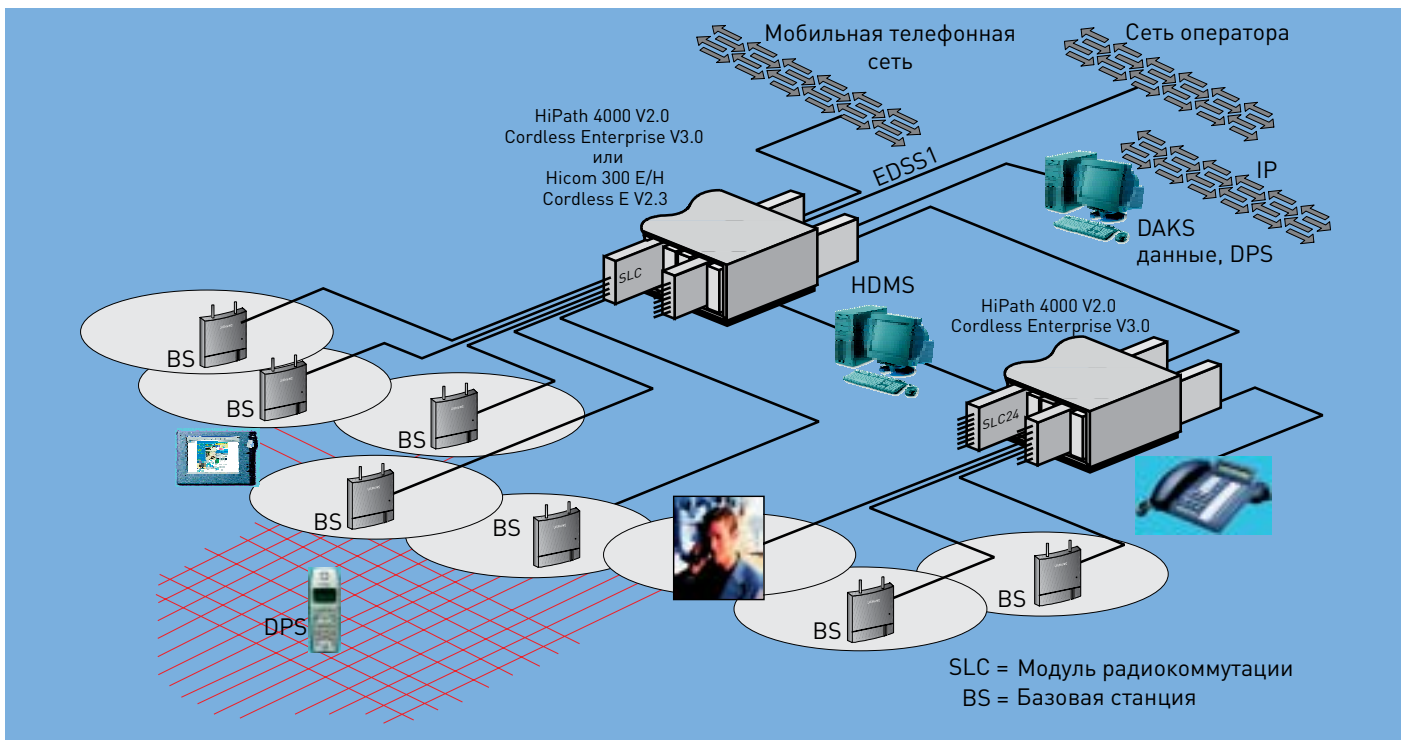 Мобильная телефонная
сеть
Сеть оператора
HiPath 4000 V2.0
Cordless Enterprise V3.0
или
Hicom 300 E/H
Cordless E V2.3
EDSS1
IP
DAKS
данные, DPS
SLC
HDMS
HiPath 4000 V2.0
Cordless Enterprise V3.0
SLC24
BS
BS
BS
BS
BS
DPS
BS
BS
SLC = Модуль радиокоммутации
BS = Базовая станция